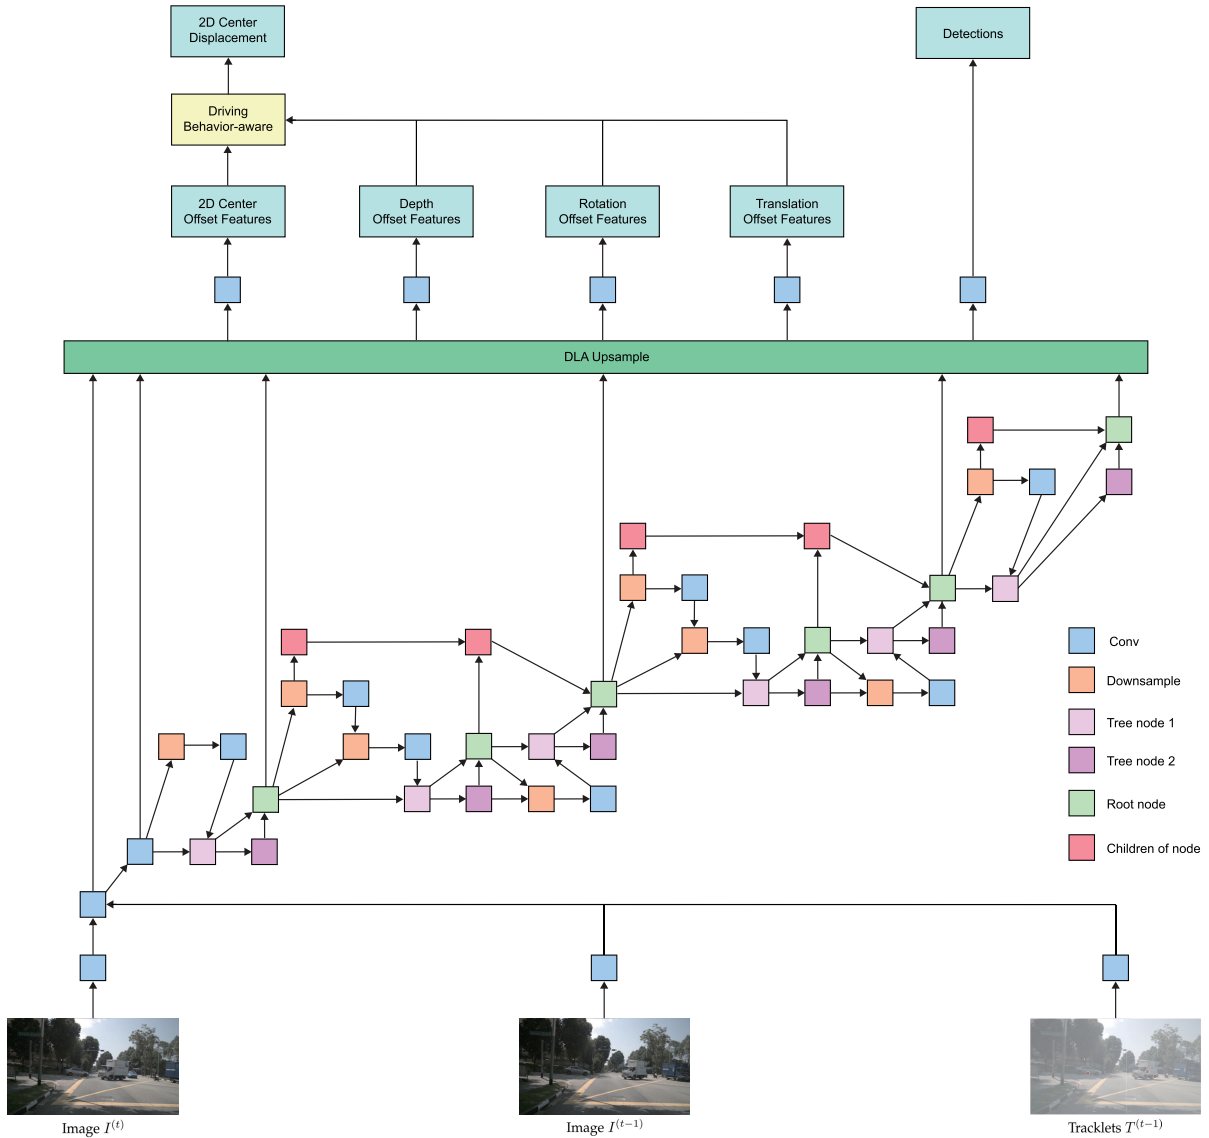 2D Center
Displacement
Detections
Driving
Behavior-aware
2D Center
Offset Features
Depth
Offset Features
Rotation
Offset Features
Translation
Offset Features
DLA Upsample
Conv
Downsample
Tree node 1
Tree node 2
Root node
Children of node
Image I^(t)
Image I^(t−1)
Tracklets T^(t−1)